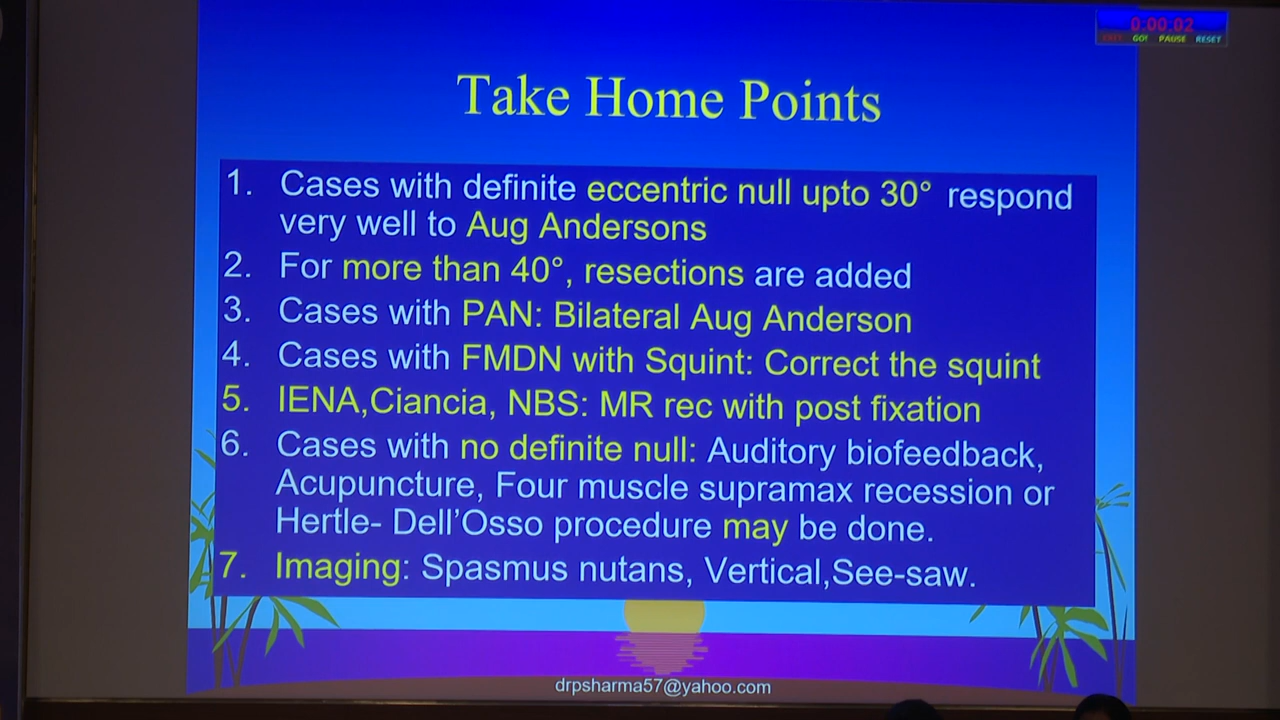 0:00.02
EXIT GO! PAUSE RESET
Take Home Points
1. Cases with definite eccentric null upto 30° respond
very well to Aug Andersons
2. For more than 40°, resections are added
3. Cases with PAN: Bilateral Aug Anderson
4. Cases with FMDN with Squint: Correct the squint
5. IENA,Ciancia, NBS: MR rec with post fixation
6. Cases with no definite null: Auditory biofeedback,
Acupuncture, Four muscle supramax recession or
Hertle- Dell'Osso procedure may be done.
7. Imaging: Spasmus nutans, Vertical,See-saw.
drpsharma57@yahoo.com